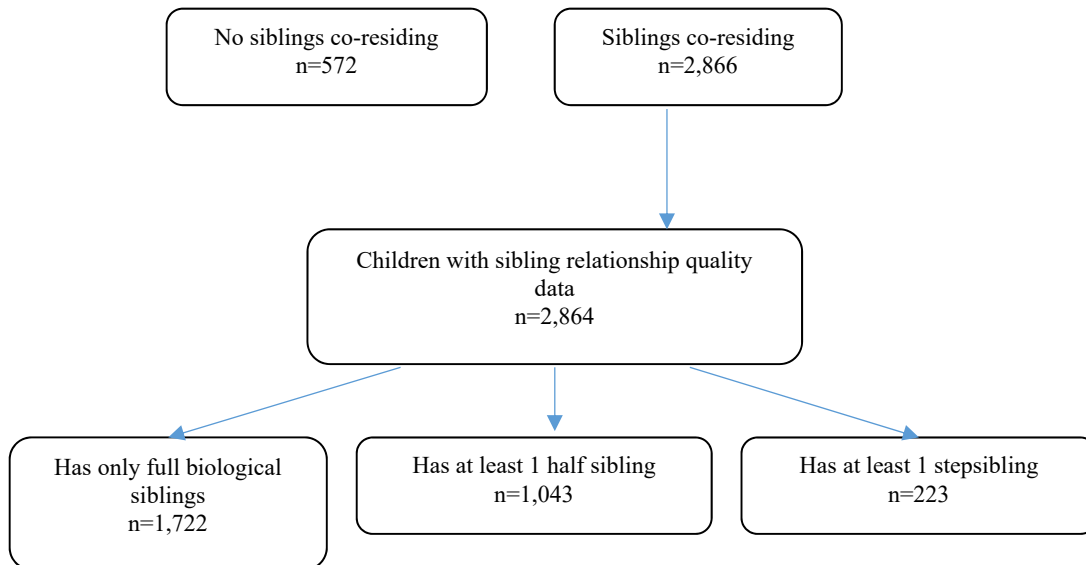 No siblings co-residing
n=572
Siblings co-residing
n=2,866
Children with sibling relationship quality
data
n=2,864
Has only full biological
siblings
n=1,722
Has at least 1 half sibling
n=1,043
Has at least 1 stepsibling
n=223